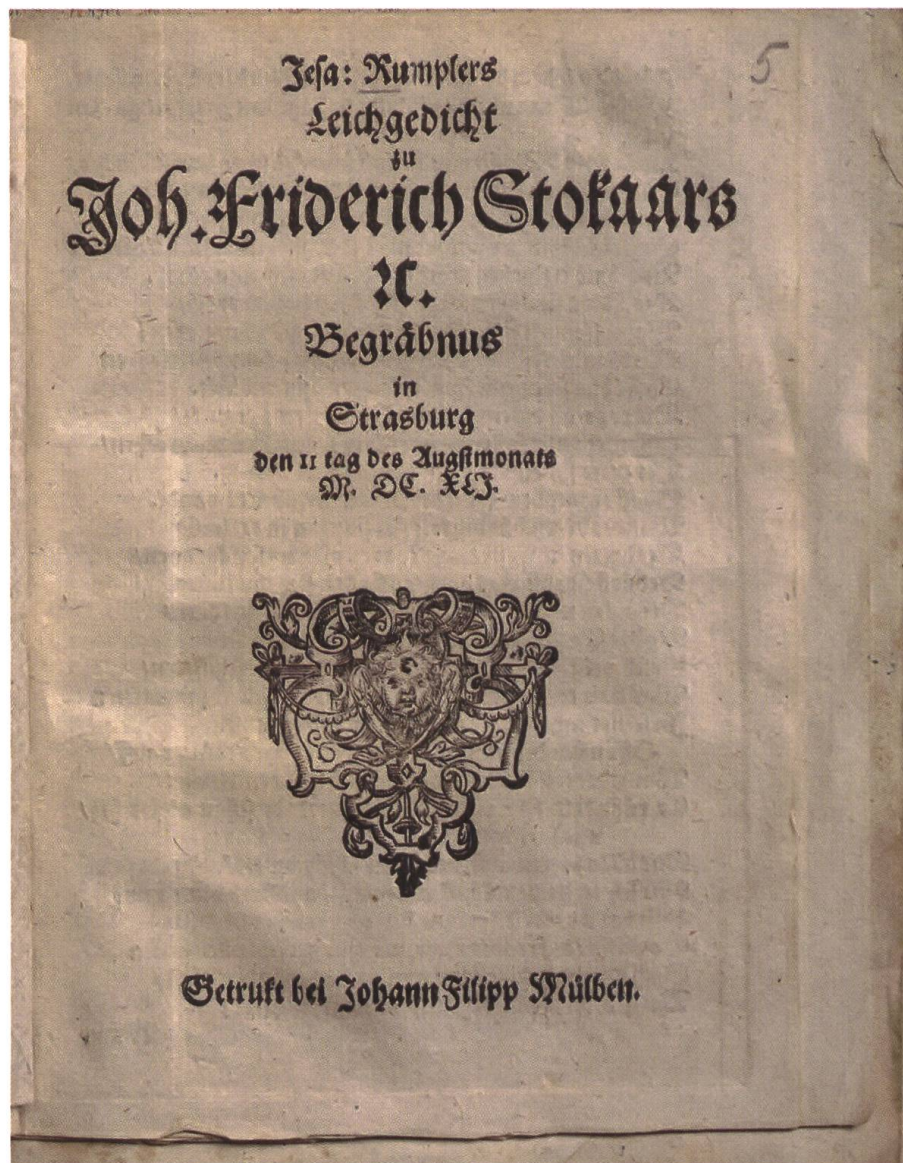 5
Jesa: Rumplers
Leichgedicht
zu
Joh. Friderich Stokaars
A.
Begräbnus
in
Strasburg
den 11 tag des Augstmonats
M. DC. XLJ.
Getrukt bei Johann Filipp Mülben.